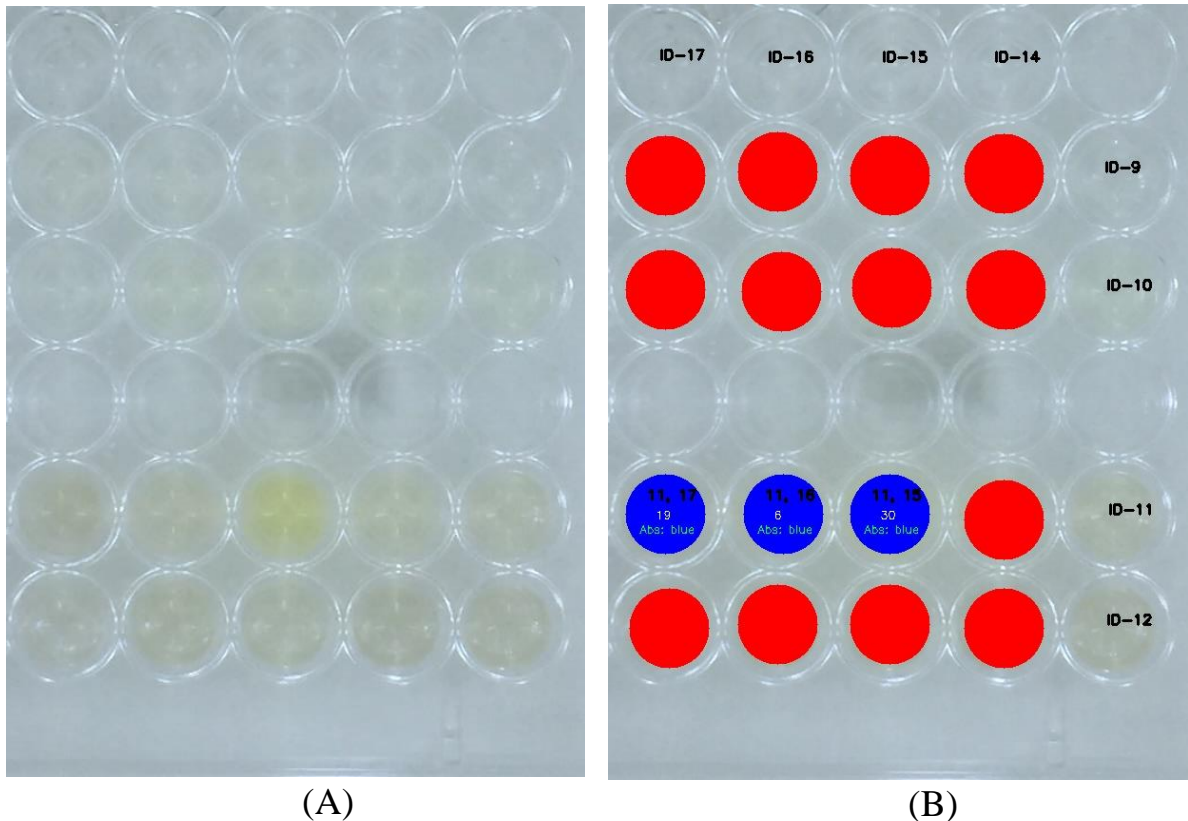 ID-17 ID-16 ID-15 ID-14
ID-9
ID-10
11, 17 11, 16 11, 15
19 6 30
Abs: blue Abs: blue Abs: blue
ID-11
ID-12
(A) (B)